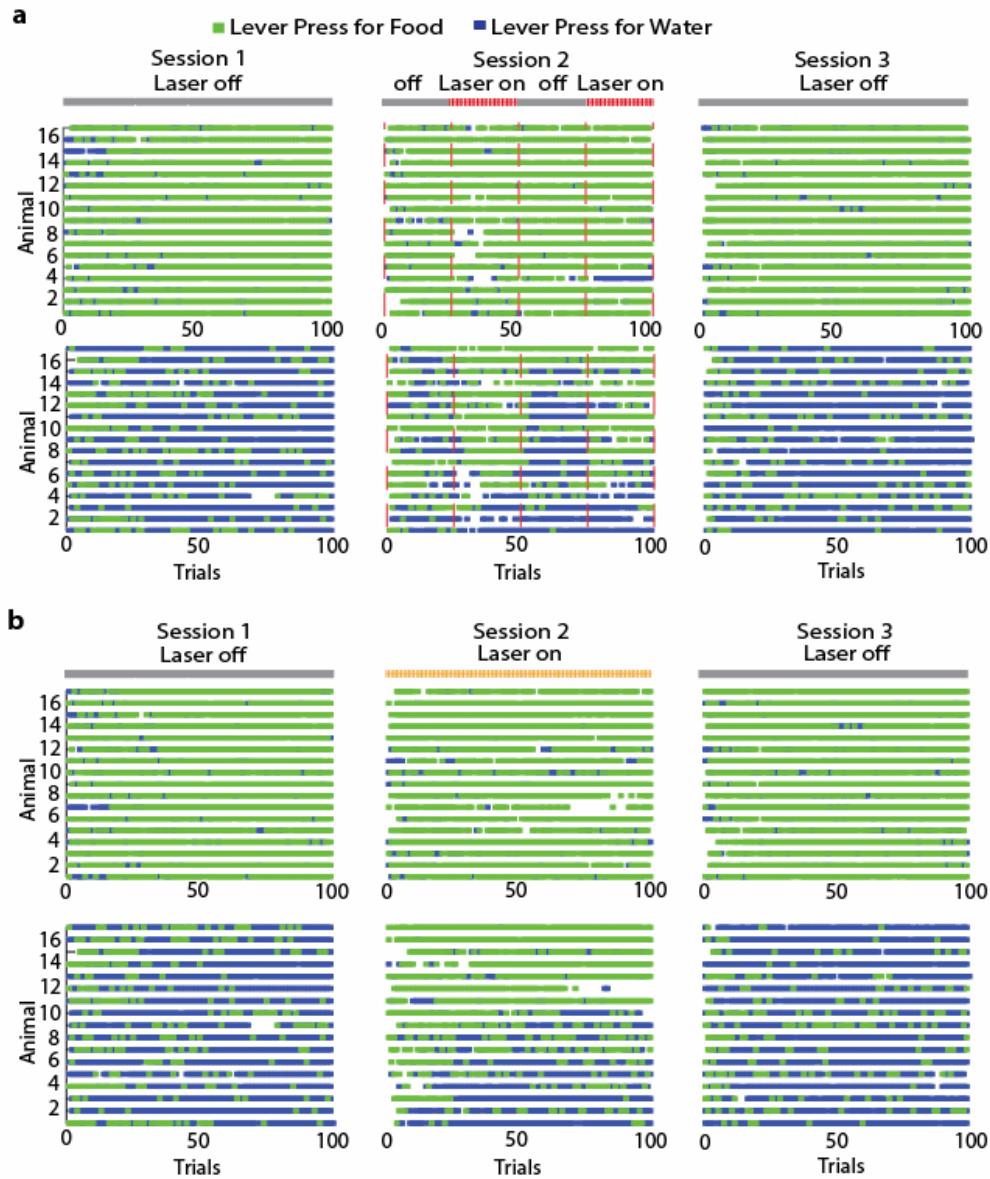 a
Lever Press for Food Lever Press for Water
Session 1 Session 2 Session 3
Laser off off Laser on off Laser on Laser off
16
14
12
10
8
6
4
2
Animal
0 50 100 0 50 100 0 50 100
16
14
12
10
8
6
4
2
Animal
0 50 100 0 50 100 0 50 100
Trials Trials Trials
b
Session 1 Session 2 Session 3
Laser off Laser on Laser off
16
14
12
10
8
6
4
2
Animal
0 50 100 0 50 100 0 50 100
16
14
12
10
8
6
4
2
Animal
0 50 100 0 50 100 0 50 100
Trials Trials Trials